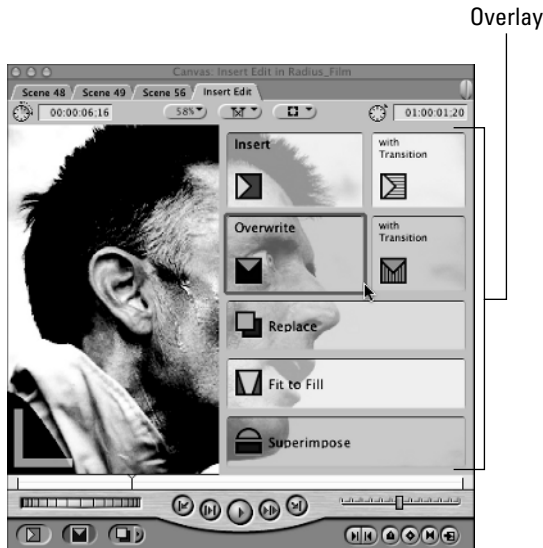 Overlay
Canvas: Insert Edit in Radius_Film
Scene 48 Scene 49 Scene 56 Insert Edit
00:00:06;16 58% 01:00:01;20
Insert
with
Transition
Overwrite
with
Transition
Replace
Fit to Fill
Superimpose